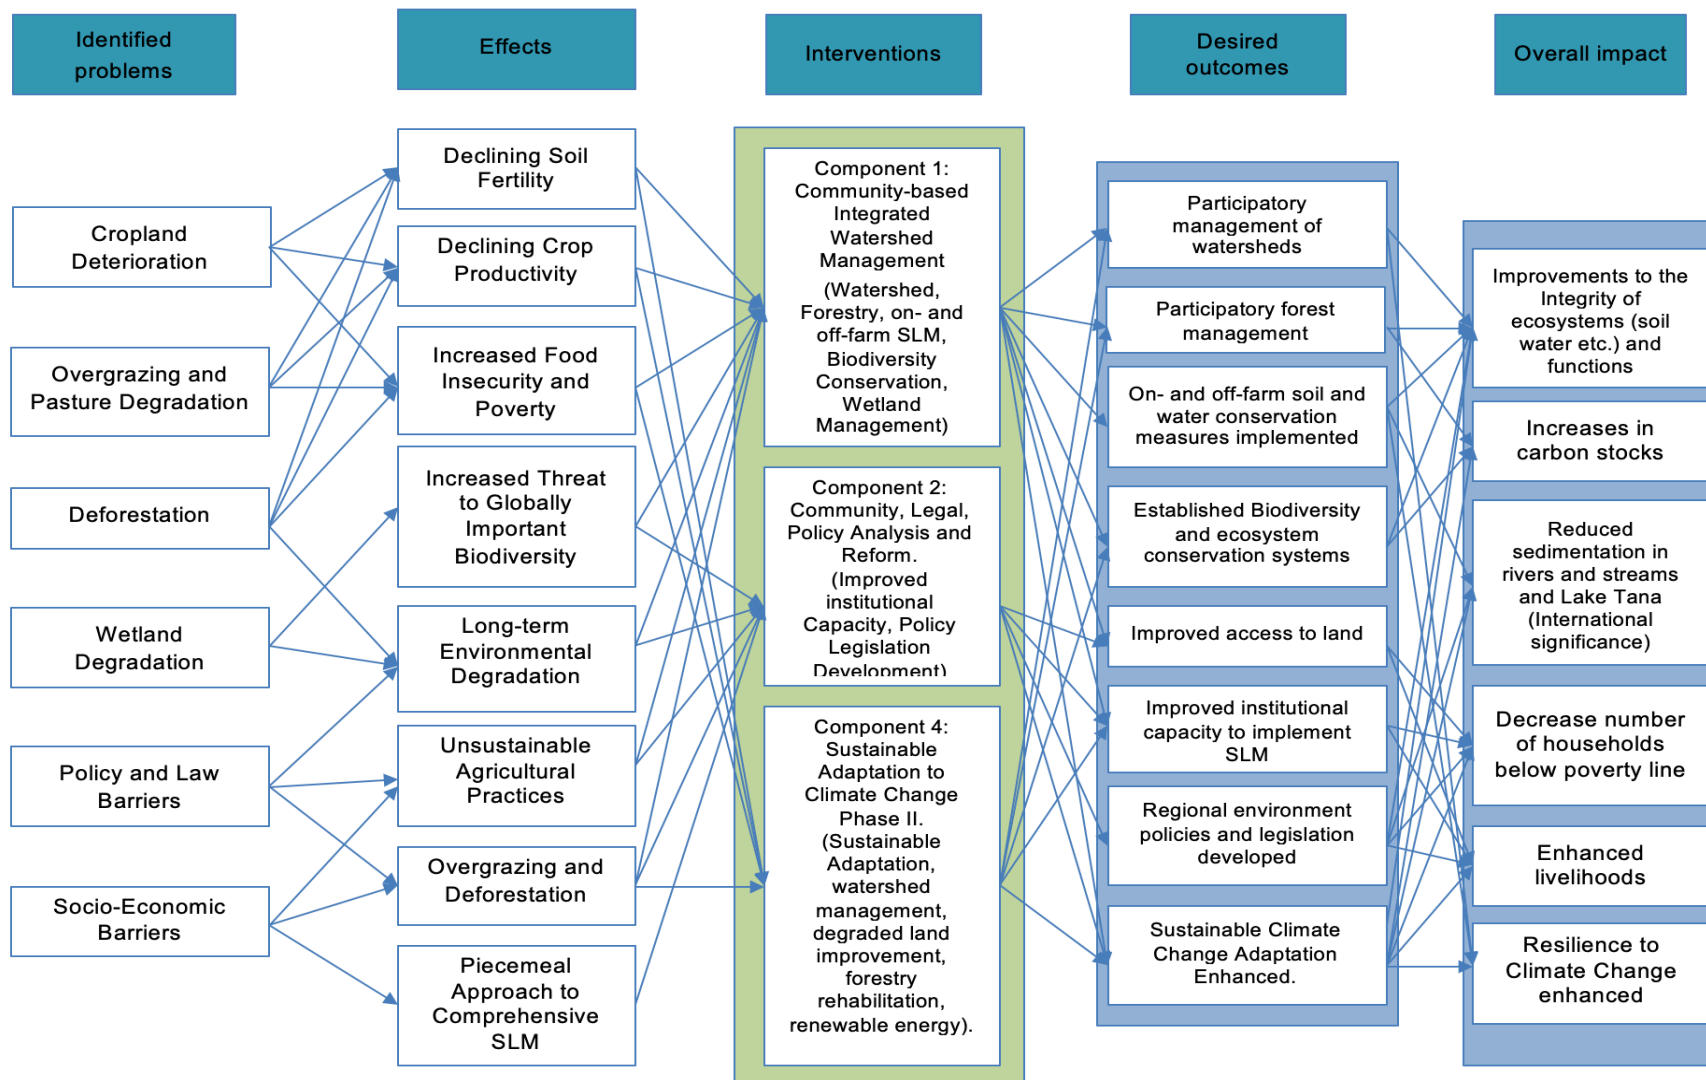 Identified
problems
Effects
Interventions
Desired
outcomes
Overall impact
Cropland
Deterioration
Overgrazing and
Pasture Degradation
Deforestation
Wetland
Degradation
Policy and Law
Barriers
Socio-Economic
Barriers
Declining Soil
Fertility
Declining Crop
Productivity
Increased Food
Insecurity and
Poverty
Increased Threat
to Globally
Important
Biodiversity
Long-term
Environmental
Degradation
Unsustainable
Agricultural
Practices
Overgrazing and
Deforestation
Piecemeal
Approach to
Comprehensive
SLM
Component 1:
Community-based
Integrated
Watershed
Management
(Watershed,
Forestry, on- and
off-farm SLM,
Biodiversity
Conservation,
Wetland
Management)
Component 2:
Community, Legal,
Policy Analysis and
Reform.
(Improved
institutional
Capacity, Policy
Legislation
Development)
Component 4:
Sustainable
Adaptation to
Climate Change
Phase II.
(Sustainable
Adaptation,
watershed
management,
degraded land
improvement,
forestry
rehabilitation,
renewable energy).
Participatory
management of
watersheds
Participatory forest
management
On- and off-farm soil and
water conservation
measures implemented
Established Biodiversity
and ecosystem
conservation systems
Improved access to land
Improved institutional
capacity to implement
SLM
Regional environment
policies and legislation
developed
Sustainable Climate
Change Adaptation
Enhanced.
Improvements to the
Integrity of
ecosystems (soil
water etc.) and
functions
Increases in
carbon stocks
Reduced
sedimentation in
rivers and streams
and Lake Tana
(International
significance)
Decrease number
of households
below poverty line
Enhanced
livelihoods
Resilience to
Climate Change
enhanced